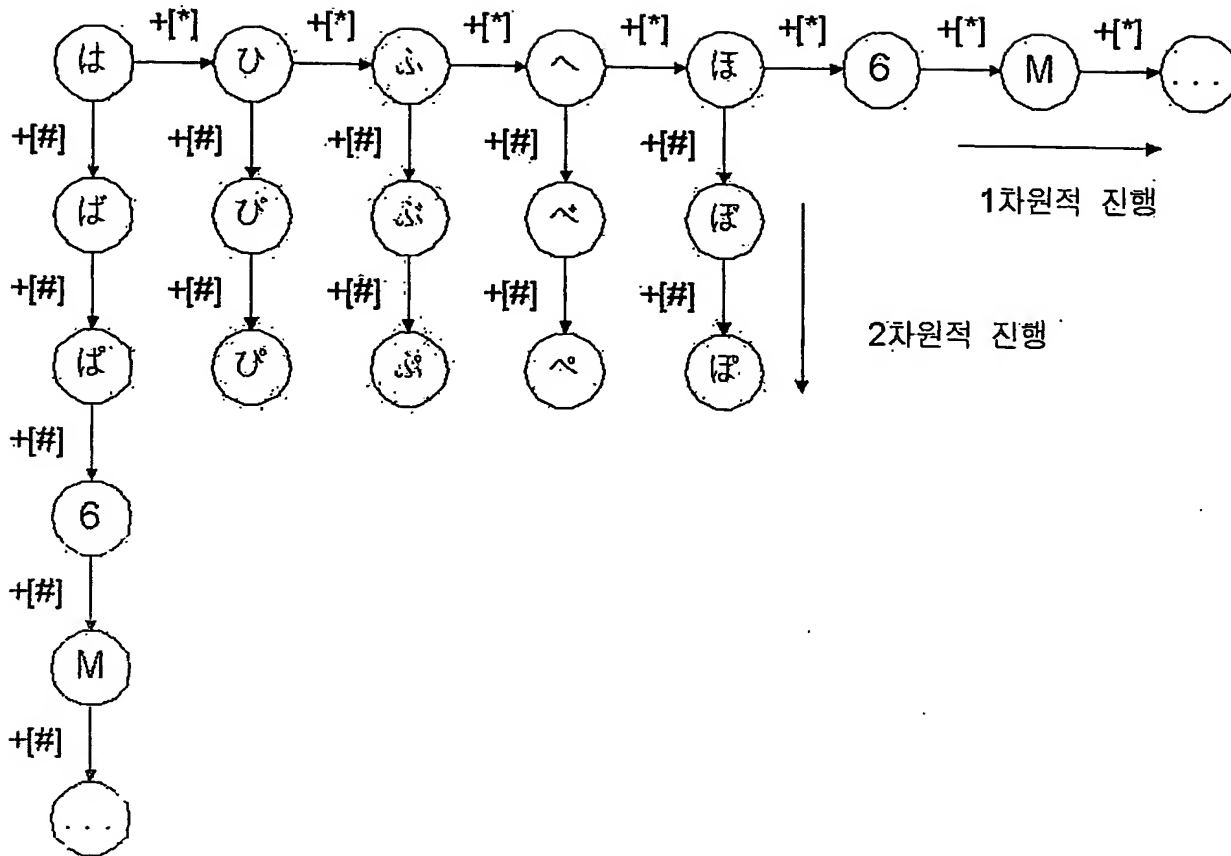 +[*] +[*] +[*] +[*] +[*] +[*] +[*]
は ひ ふ へ ほ 6 M ...
+[#] +[#] +[#] +[#] +[#]
1차원적 진행
ば び ぶ べ ぼ
+[#] +[#] +[#] +[#] +[#]
2차원적 진행
ぱ ぴ ぷ ぺ ぽ
+[#]
6
+[#]
M
+[#]
...